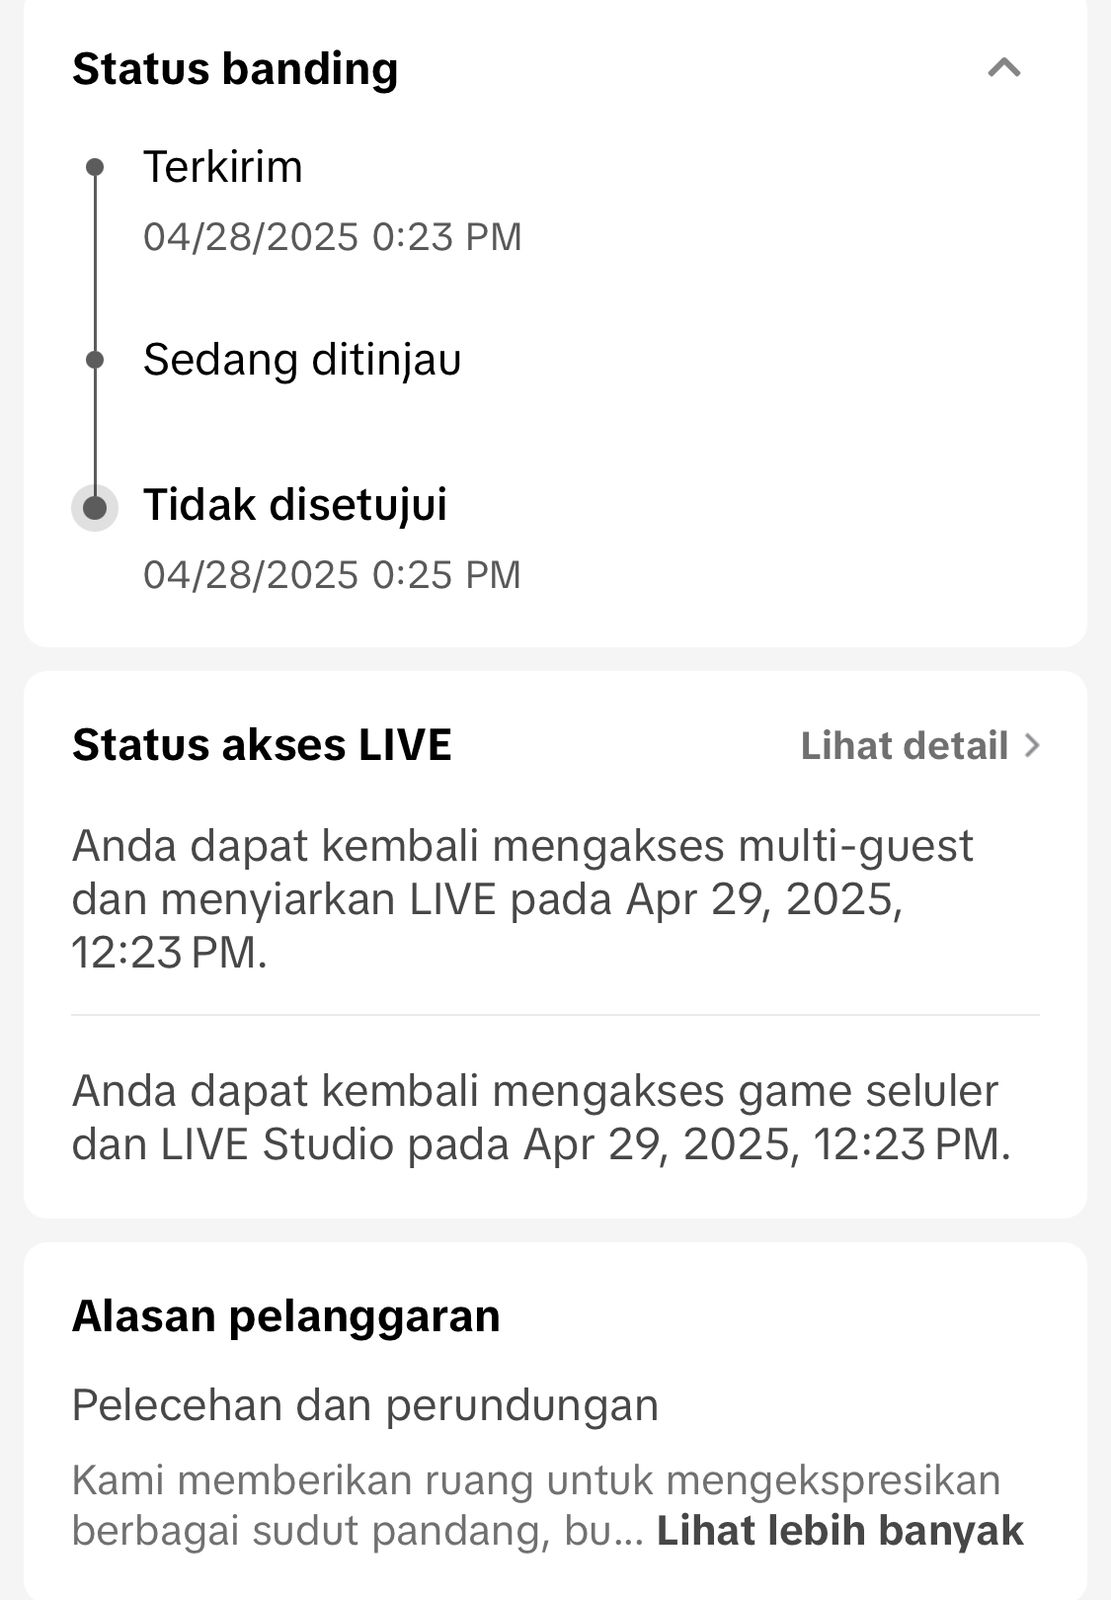 Status banding
Terkirim
04/28/2025 0:23 PM
Sedang ditinjau
Tidak disetujui
04/28/2025 0:25 PM
Status akses LIVE
Lihat detail
Anda dapat kembali mengakses multi-guest
dan menyiarkan LIVE pada Apr 29, 2025,
12:23 PM.
Anda dapat kembali mengakses game seluler
dan LIVE Studio pada Apr 29, 2025, 12:23 PM.
Alasan pelanggaran
Pelecehan dan perundungan
Kami memberikan ruang untuk mengekspresikan
berbagai sudut pandang, bu... Lihat lebih banyak